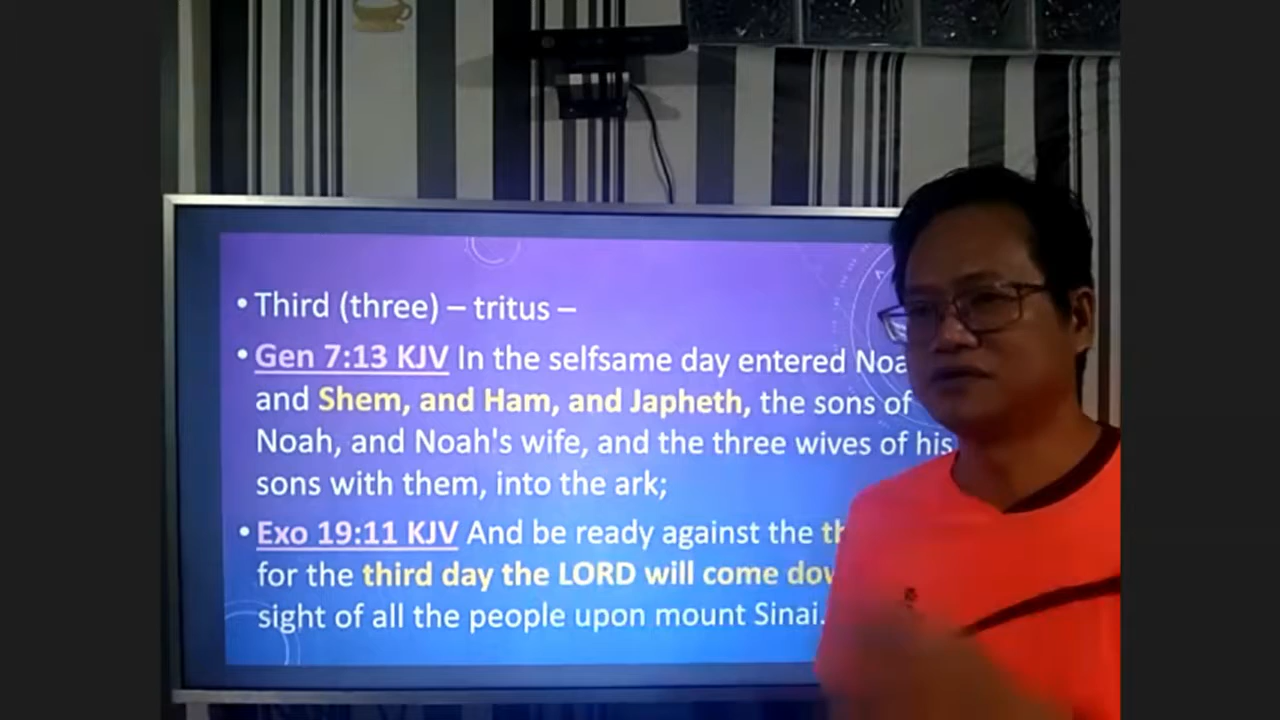 • Third (three) – tritus –
• Gen 7:13 KJV In the selfsame day entered
and Shem, and Ham, and Japheth, the sons of
Noah, and Noah's wife, and the three wives of his
sons with them, into the ark;
• Exo 19:11 KJV And be ready against the
for the third day the LORD will come
sight of all the people upon mount Sinai.